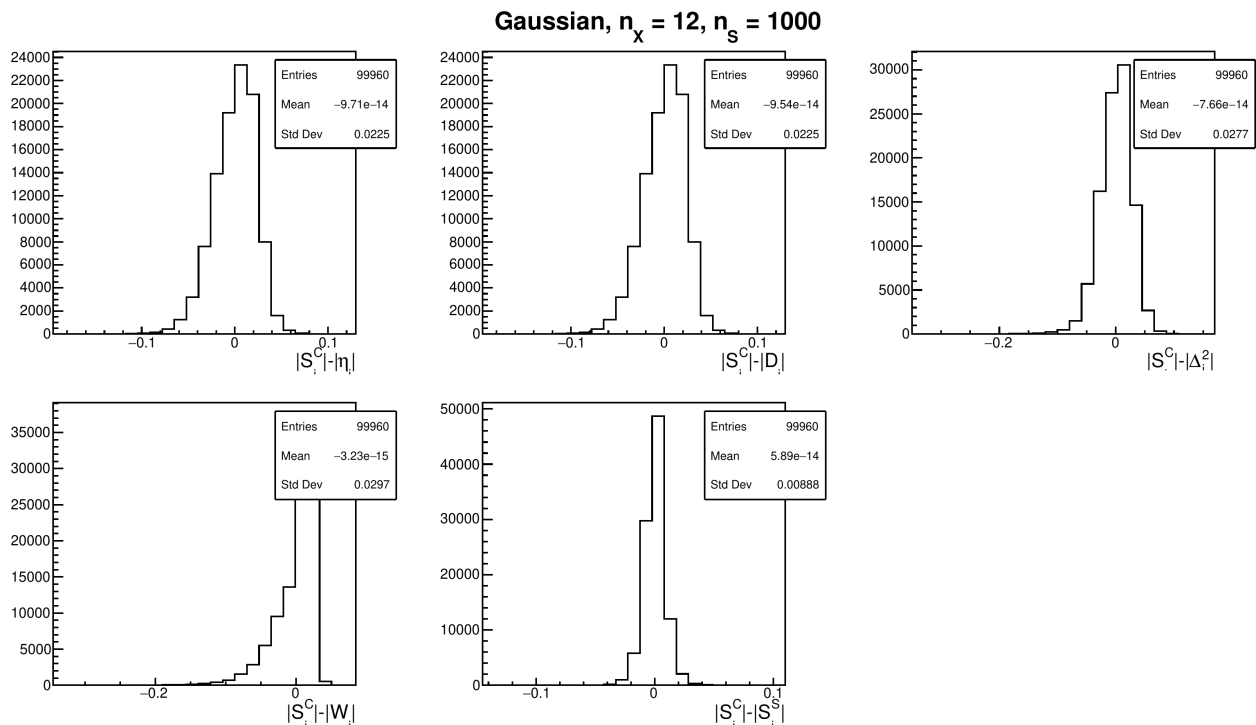 Gaussian, n_X = 12, n_S = 1000
24000
22000
20000
18000
16000
14000
12000
10000
8000
6000
4000
2000
0
−0.1
0
0.1
Entries 99960
Mean −9.71e−14
Std Dev 0.0225
|S_i^C|-|η_i|
24000
22000
20000
18000
16000
14000
12000
10000
8000
6000
4000
2000
0
−0.1
0
0.1
Entries 99960
Mean −9.54e−14
Std Dev 0.0225
|S_i^C|-|D_i|
30000
25000
20000
15000
10000
5000
0
−0.2
0
Entries 99960
Mean −7.66e−14
Std Dev 0.0277
|S_i^C|-|Δ_i^2|
35000
30000
25000
20000
15000
10000
5000
0
−0.2
0
Entries 99960
Mean −3.23e−15
Std Dev 0.0297
|S_i^C|-|W_i|
50000
40000
30000
20000
10000
0
−0.1
0
0.1
Entries 99960
Mean 5.89e−14
Std Dev 0.00888
|S_i^C|-|S_i^S|